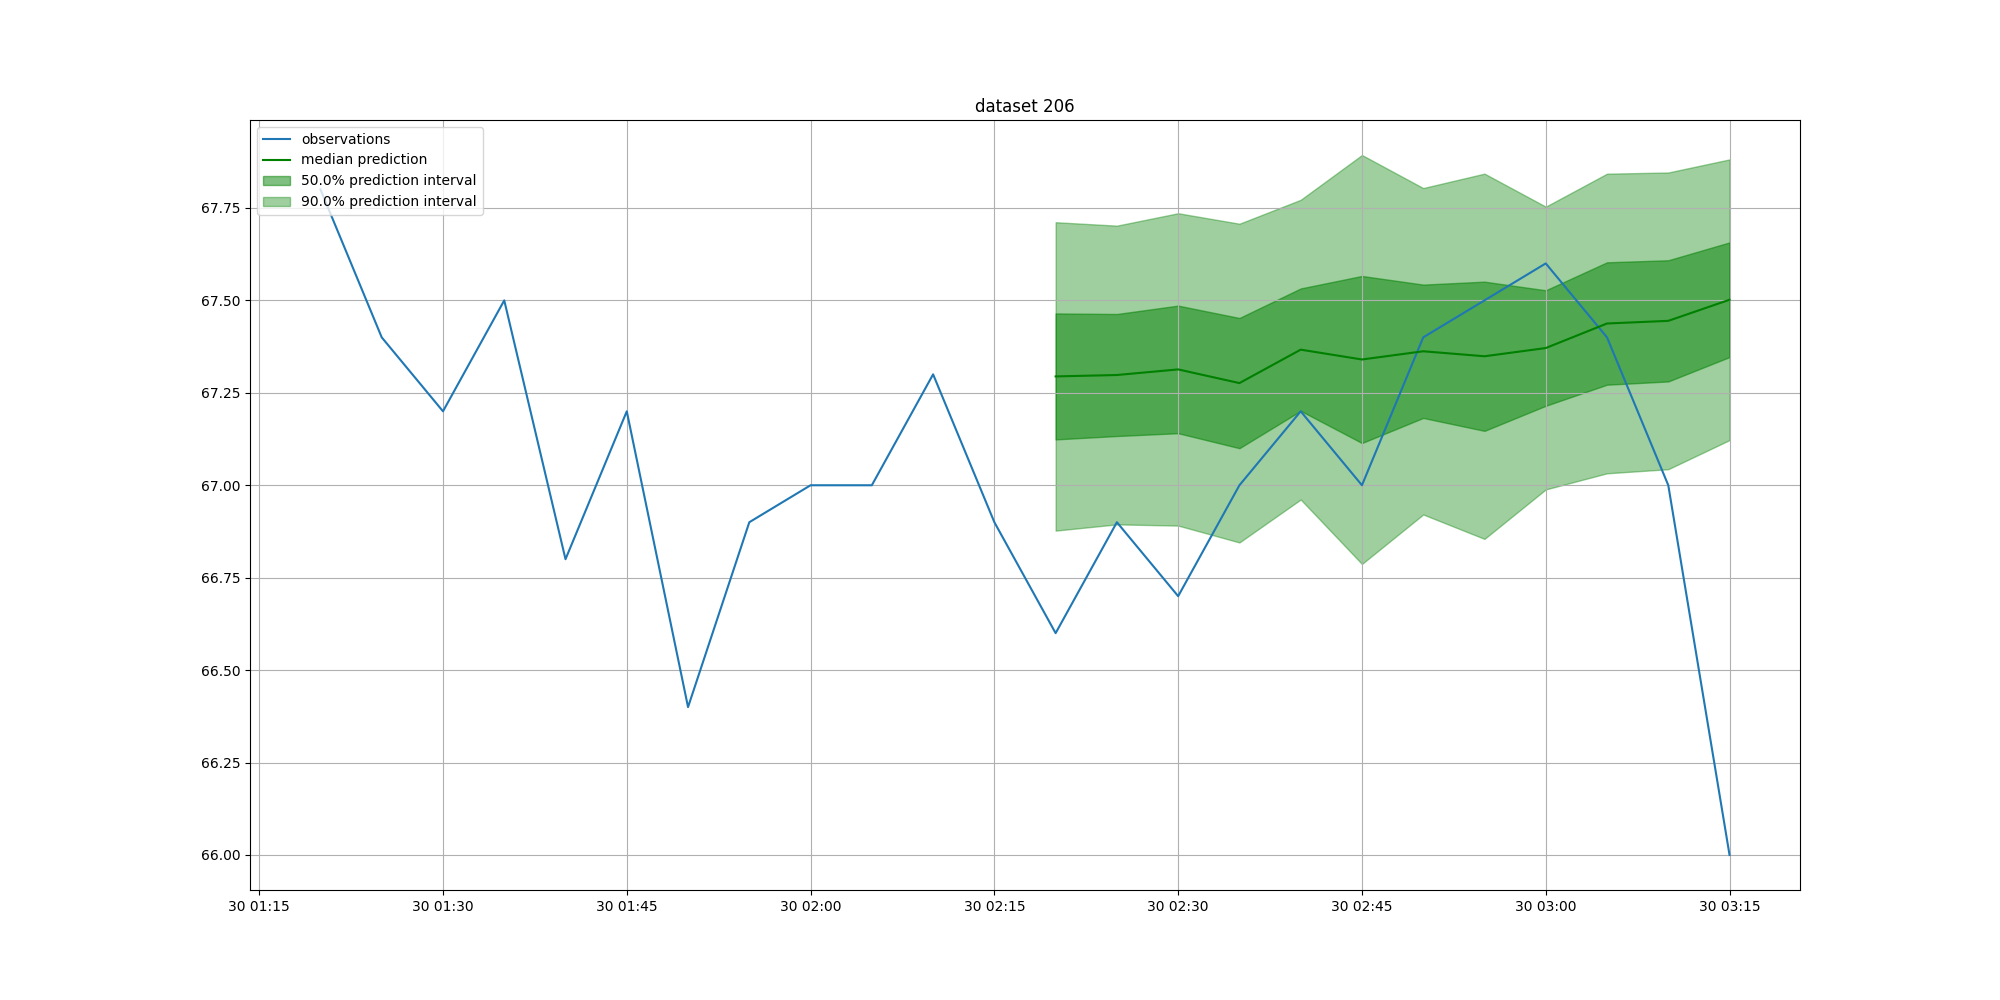 dataset 206
observations
median prediction
50.0% prediction interval
90.0% prediction interval
67.75
67.50
67.25
67.00
66.75
66.50
66.25
66.00
30 01:15 30 01:30 30 01:45 30 02:00 30 02:15 30 02:30 30 02:45 30 03:00 30 03:15